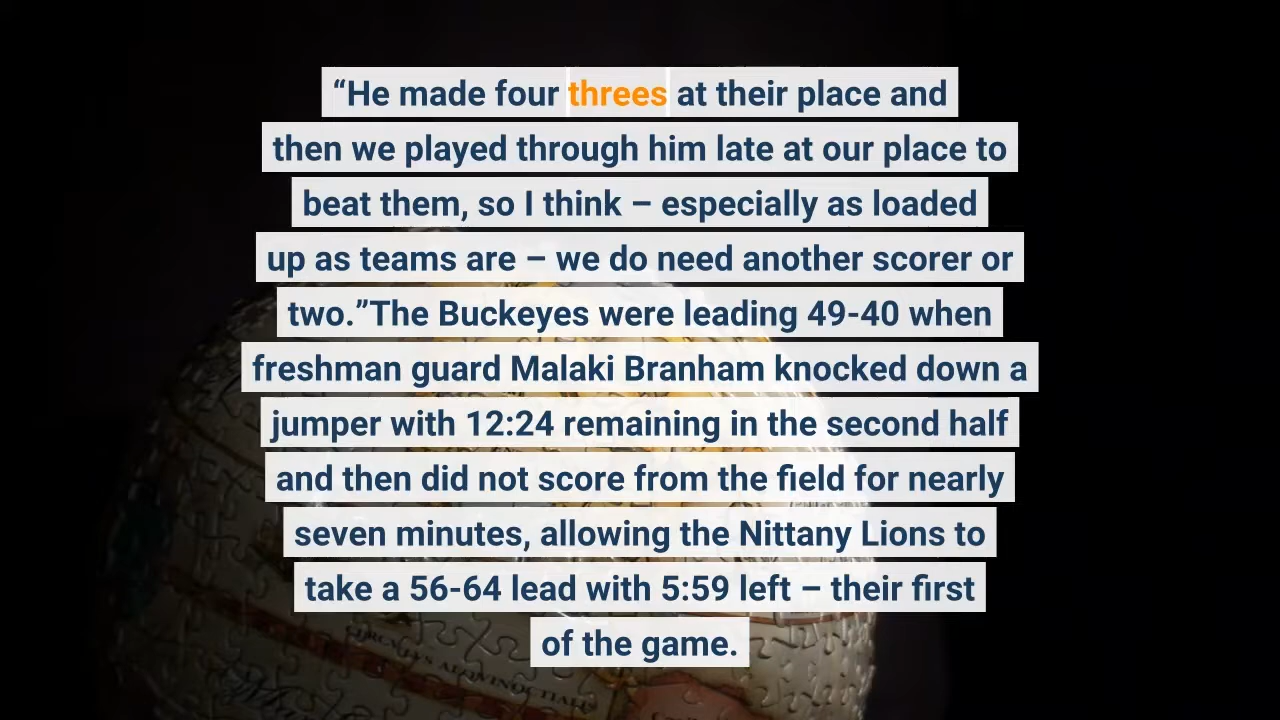 “He made four threes at their place and
then we played through him late at our place to
beat them, so I think – especially as loaded
up as teams are – we do need another scorer or
two.”The Buckeyes were leading 49-40 when
freshman guard Malaki Branham knocked down a
jumper with 12:24 remaining in the second half
and then did not score from the field for nearly
seven minutes, allowing the Nittany Lions to
take a 56-64 lead with 5:59 left – their first
of the game.